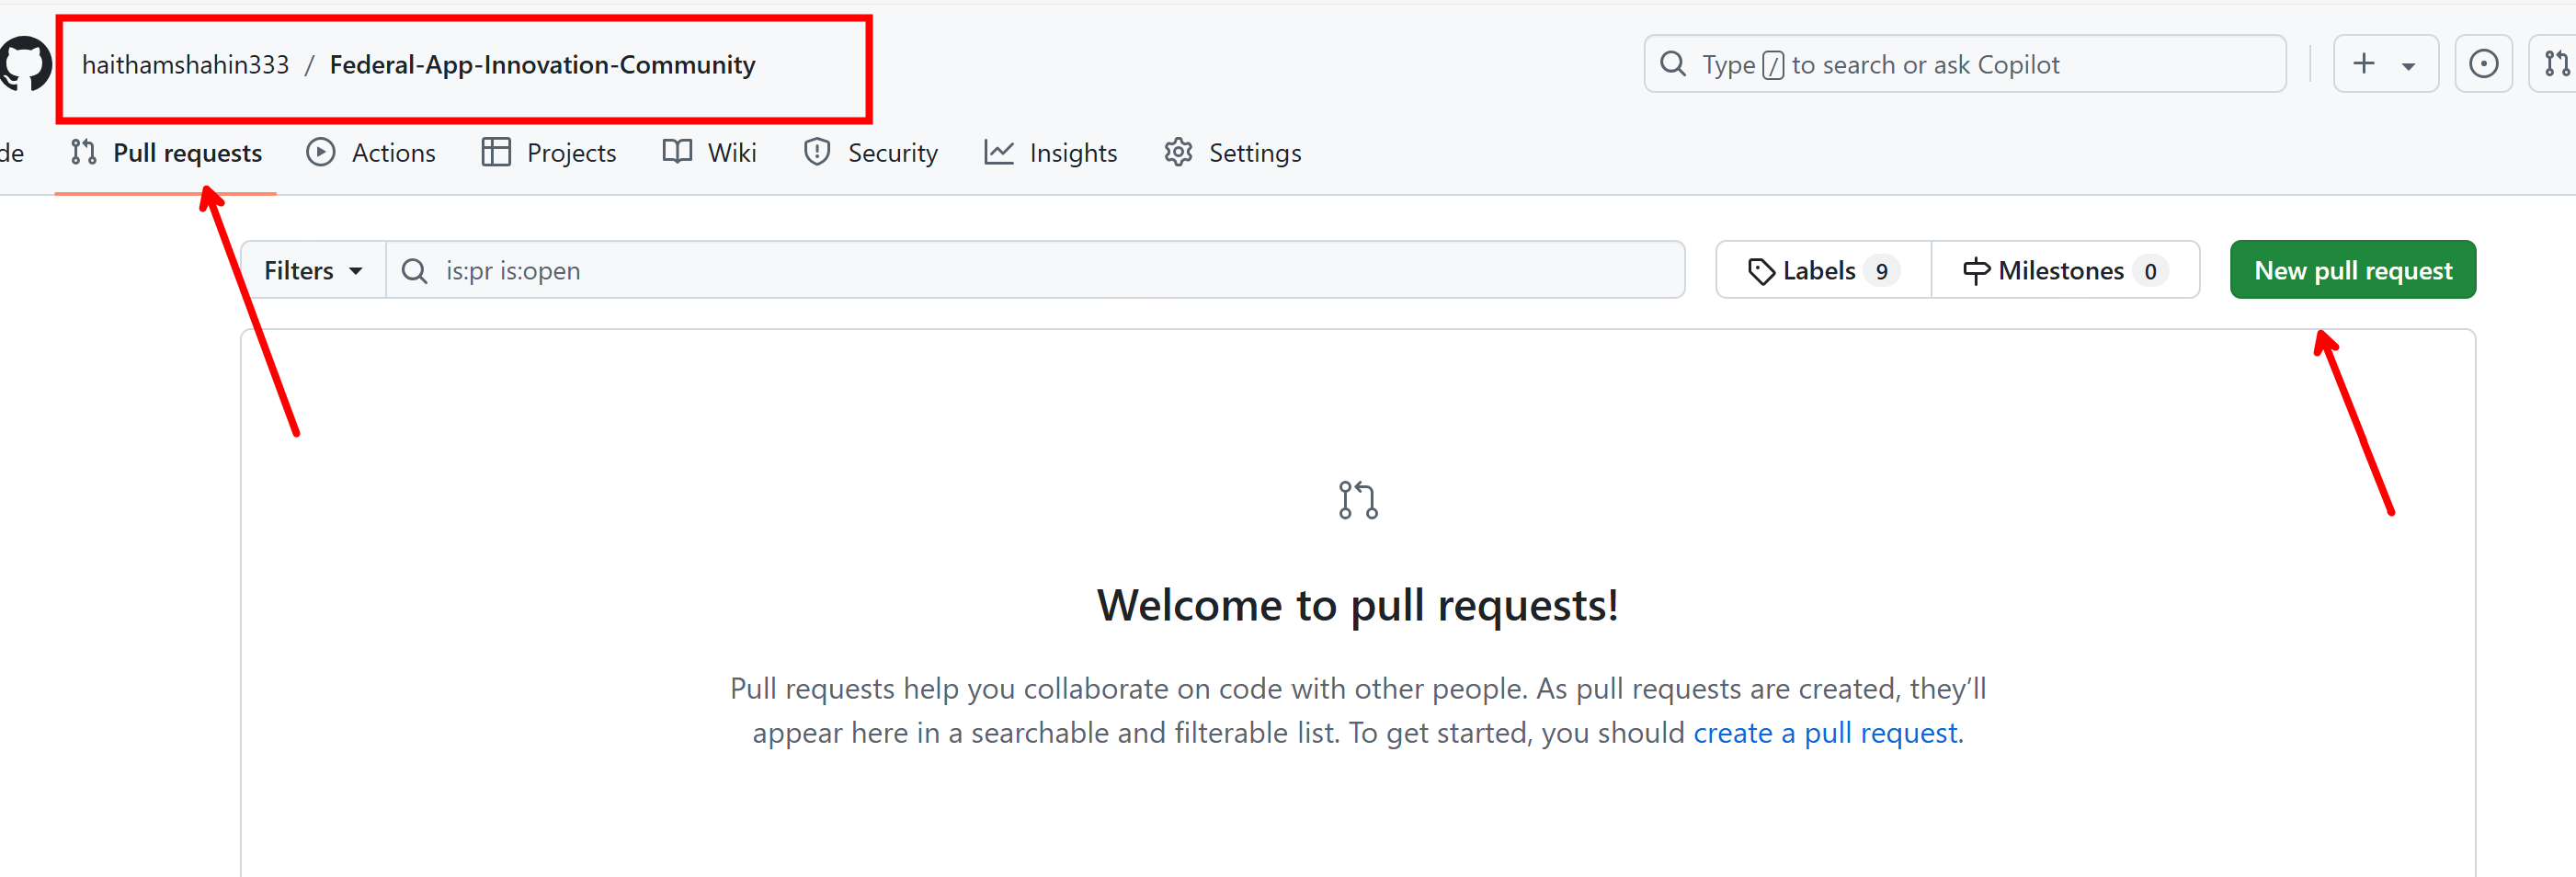 haithamshahin333 / Federal-App-Innovation-Community
Type / to search or ask Copilot
de Pull requests Actions Projects Wiki Security Insights Settings
Filters is:pr is:open Labels 9 Milestones 0 New pull request
Welcome to pull requests!
Pull requests help you collaborate on code with other people. As pull requests are created, they’ll
appear here in a searchable and filterable list. To get started, you should create a pull request.